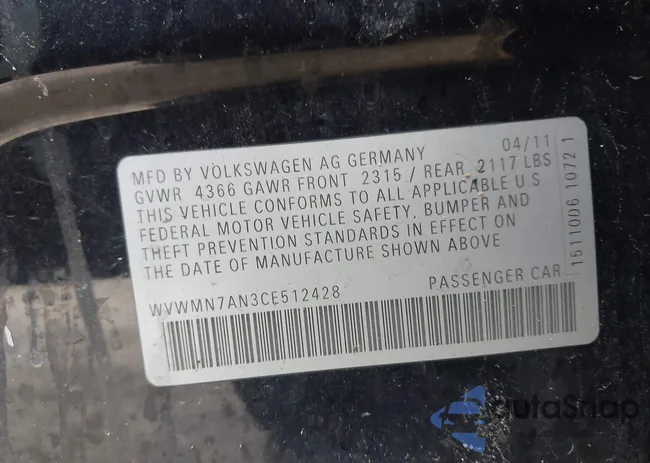 MFD BY VOLKSWAGEN AG GERMANY 04/11
GVWR 4366 GAWR FRONT 2315 / REAR 2117 LBS
THIS VEHICLE CONFORMS TO ALL APPLICABLE U.S
FEDERAL MOTOR VEHICLE SAFETY, BUMPER AND
THEFT PREVENTION STANDARDS IN EFFECT ON
THE DATE OF MANUFACTURE SHOWN ABOVE.
WVWMN7AN3CE512428 PASSENGER CAR
1511006 10721
autaSnap